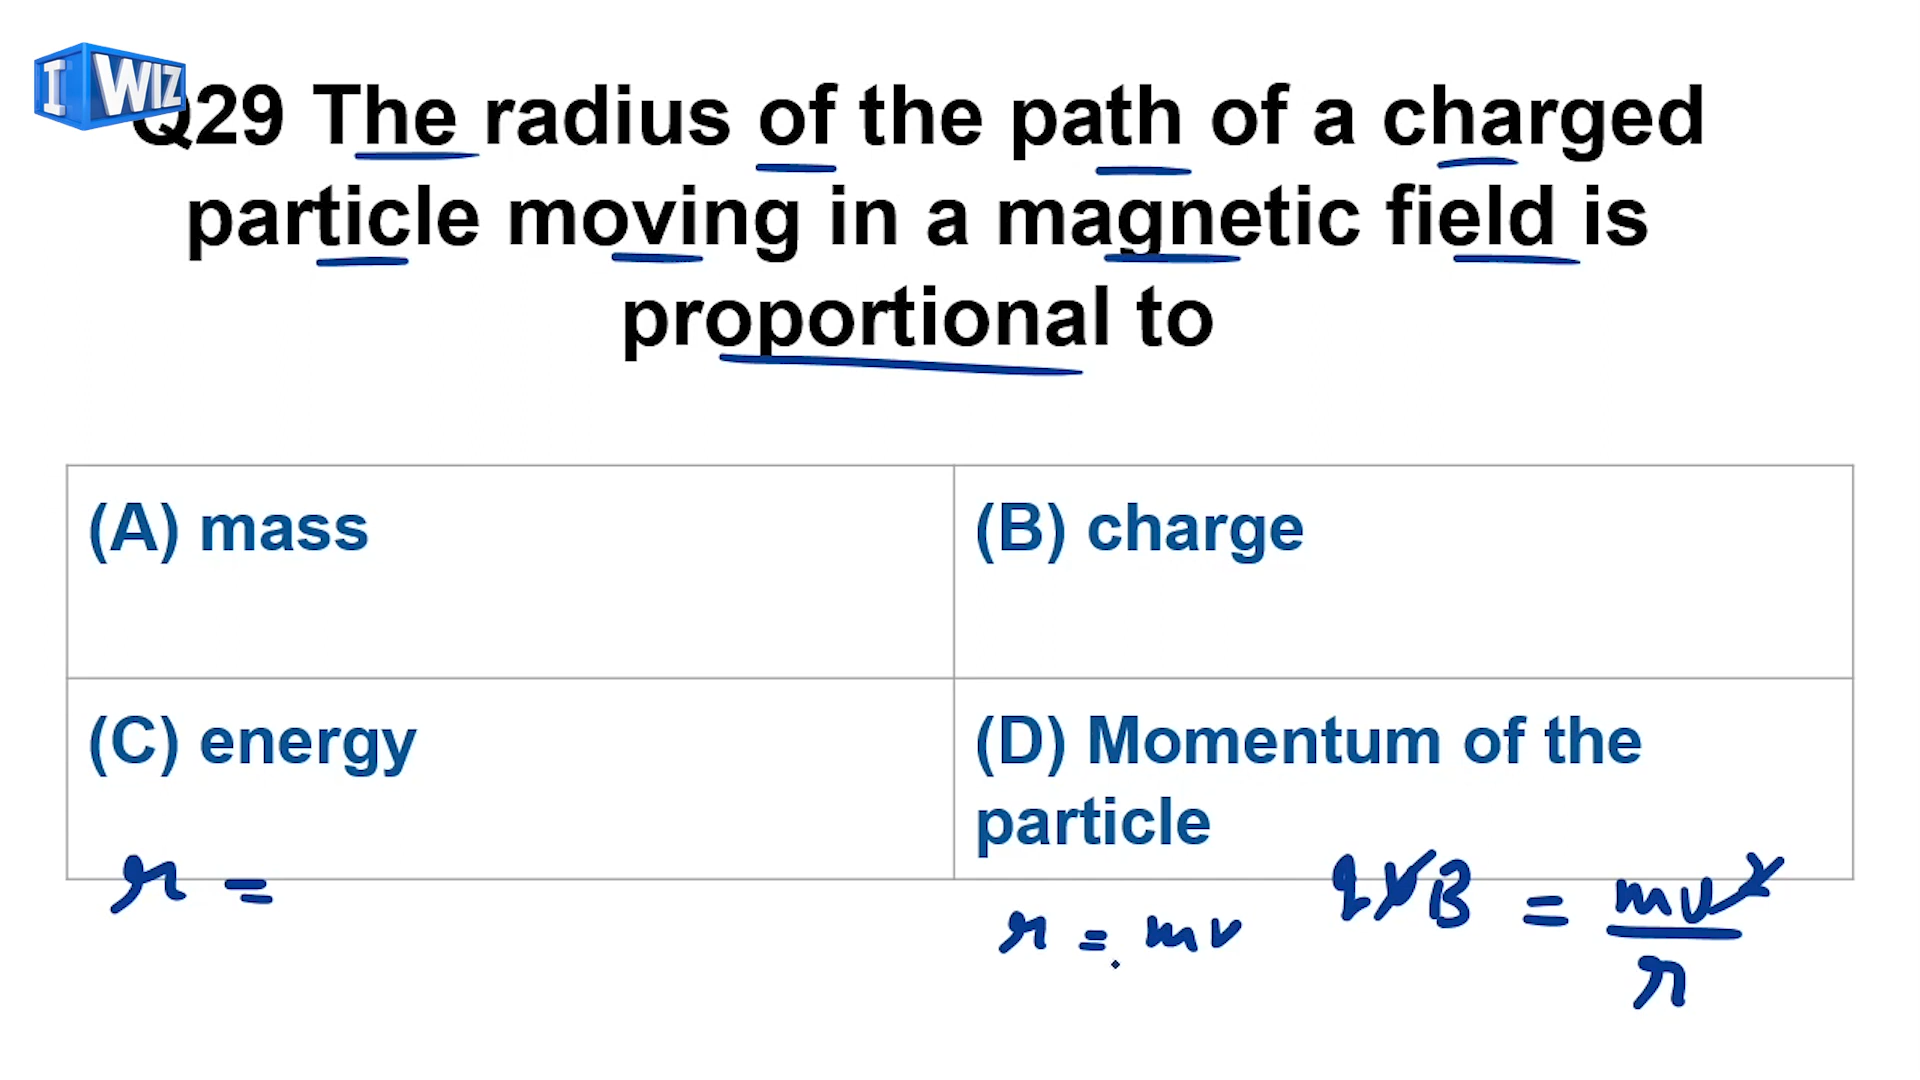 I WIZ
Q29 The radius of the path of a charged
particle moving in a magnetic field is
proportional to
(A) mass
(B) charge
(C) energy
(D) Momentum of the
particle
r =
r = mv
qvB = mv²
r